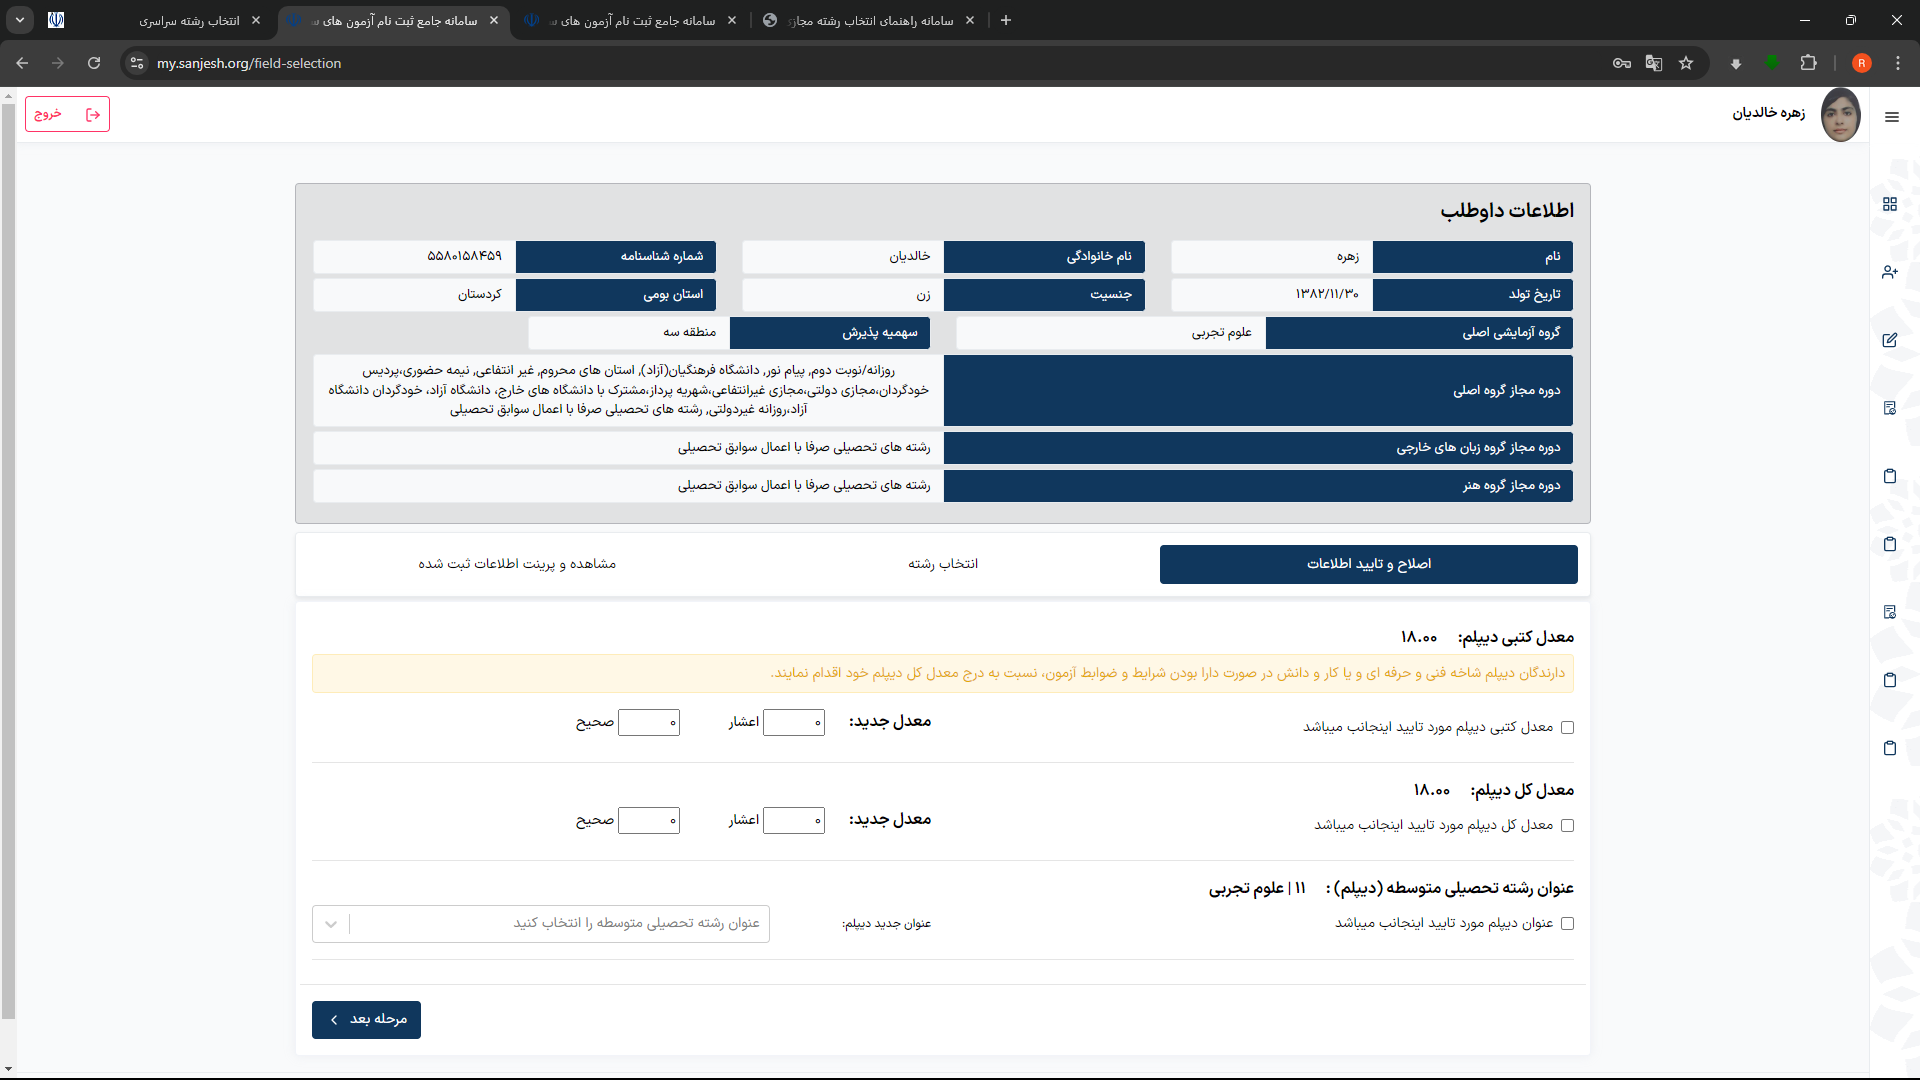 انتخاب رشته سراسری
سامانه جامع ثبت نام آزمون های س
سامانه جامع ثبت نام آزمون های س
سامانه راهنمای انتخاب رشته مجازی
my.sanjesh.org/field-selection
R
زهره خالدیان
خروج
اطلاعات داوطلب
نام زهره نام خانوادگی خالدیان شماره شناسنامه ۵۵۸۰۱۵۸۴۵۹
تاریخ تولد ۱۳۸۲/۱۱/۳۰ جنسیت زن استان بومی کردستان
گروه آزمایشی اصلی علوم تجربی سهمیه پذیرش منطقه سه
دوره مجاز گروه اصلی
روزانه/نوبت دوم, پیام نور, دانشگاه فرهنگیان(آزاد), استان های محروم, غیر انتفاعی, نیمه حضوری،پردیس
خودگردان،مجازی دولتی،مجازی غیرانتفاعی،شهریه پرداز،مشترک با دانشگاه های خارج، دانشگاه آزاد، خودگردان دانشگاه
آزاد،روزانه غیردولتی, رشته های تحصیلی صرفا با اعمال سوابق تحصیلی
دوره مجاز گروه زبان های خارجی رشته های تحصیلی صرفا با اعمال سوابق تحصیلی
دوره مجاز گروه هنر رشته های تحصیلی صرفا با اعمال سوابق تحصیلی
اصلاح و تایید اطلاعات انتخاب رشته مشاهده و پرینت اطلاعات ثبت شده
معدل کتبی دیپلم: ۱۸.۰۰
دارندگان دیپلم شاخه فنی و حرفه ای و یا کار و دانش در صورت دارا بودن شرایط و ضوابط آزمون، نسبت به درج معدل کل دیپلم خود اقدام نمایند.
معدل کتبی دیپلم مورد تایید اینجانب میباشد معدل جدید: ۰ اعشار ۰ صحیح
معدل کل دیپلم: ۱۸.۰۰
معدل کل دیپلم مورد تایید اینجانب میباشد معدل جدید: ۰ اعشار ۰ صحیح
عنوان رشته تحصیلی متوسطه (دیپلم) : ۱۱ | علوم تجربی
عنوان دیپلم مورد تایید اینجانب میباشد عنوان جدید دیپلم: عنوان رشته تحصیلی متوسطه را انتخاب کنید
مرحله بعد